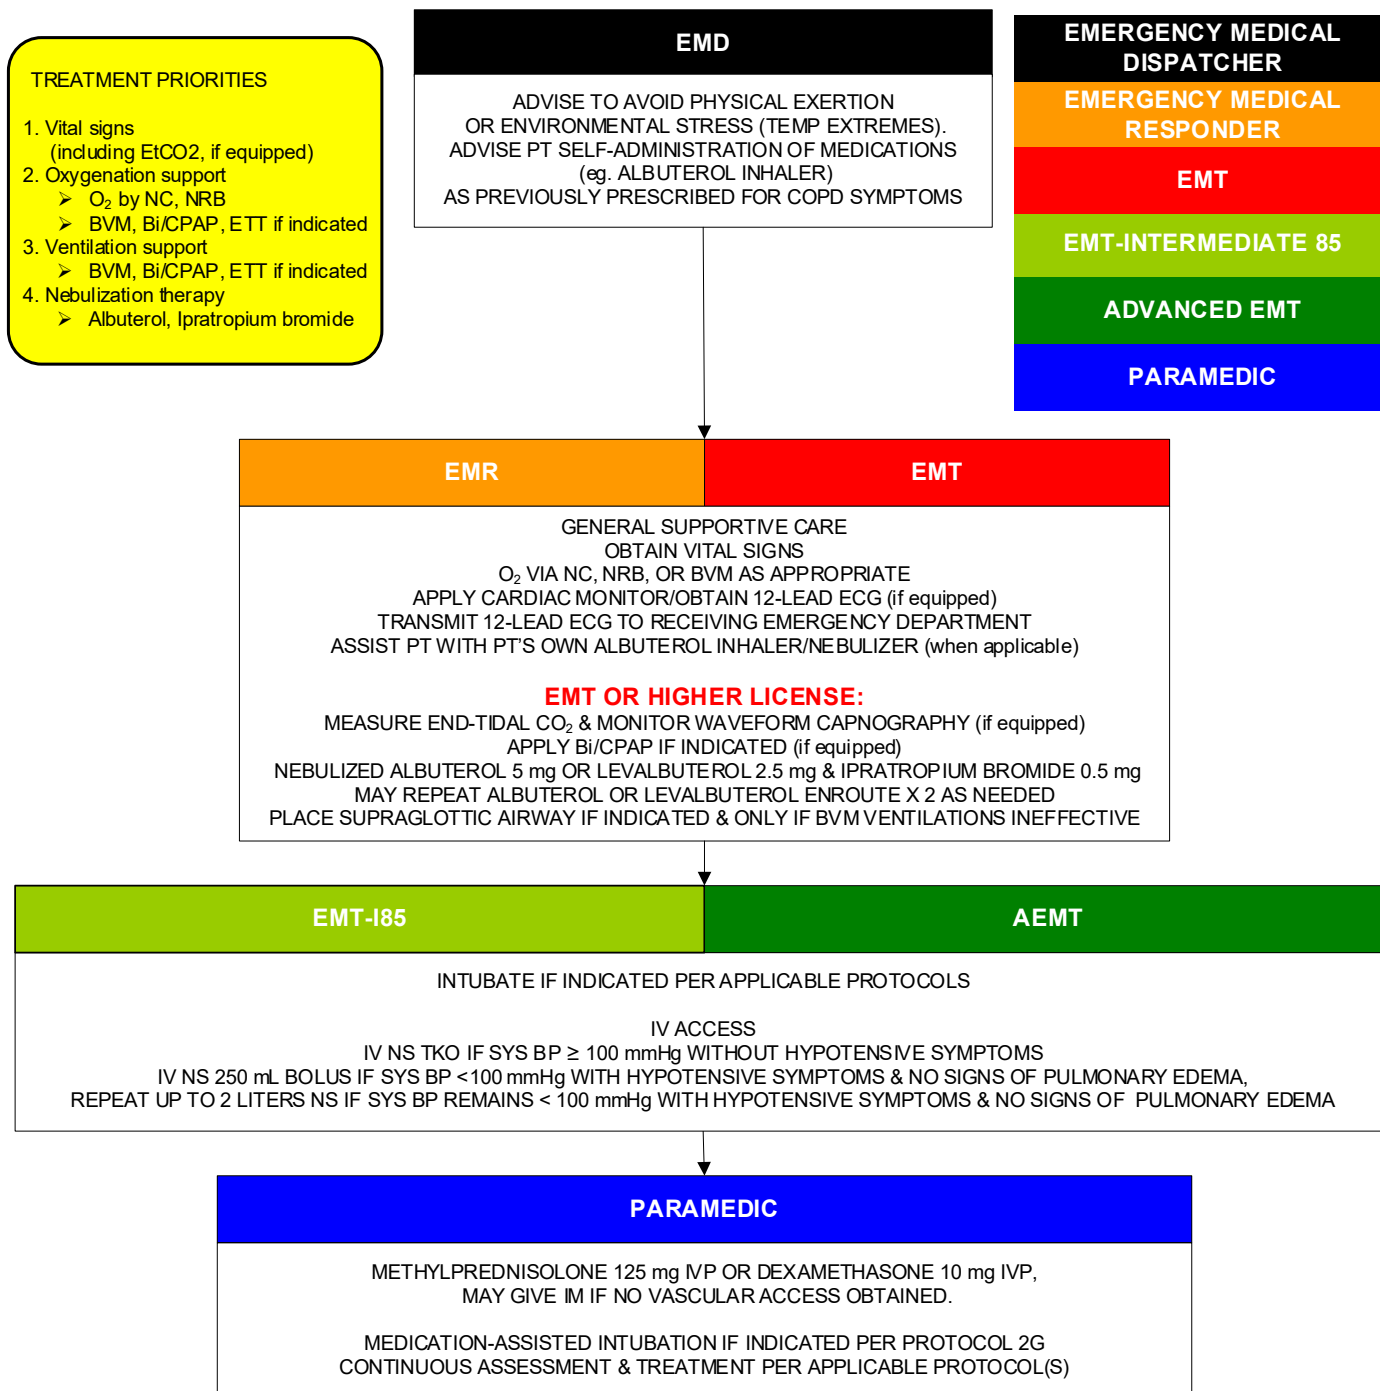 TREATMENT PRIORITIES
1. Vital signs
(including EtCO2, if equipped)
2. Oxygenation support
➢ O₂ by NC, NRB
➢ BVM, Bi/CPAP, ETT if indicated
3. Ventilation support
➢ BVM, Bi/CPAP, ETT if indicated
4. Nebulization therapy
➢ Albuterol, Ipratropium bromide
EMD
ADVISE TO AVOID PHYSICAL EXERTION
OR ENVIRONMENTAL STRESS (TEMP EXTREMES).
ADVISE PT SELF-ADMINISTRATION OF MEDICATIONS
(eg. ALBUTEROL INHALER)
AS PREVIOUSLY PRESCRIBED FOR COPD SYMPTOMS
EMERGENCY MEDICAL
DISPATCHER
EMERGENCY MEDICAL
RESPONDER
EMT
EMT-INTERMEDIATE 85
ADVANCED EMT
PARAMEDIC
EMR
EMT
GENERAL SUPPORTIVE CARE
OBTAIN VITAL SIGNS
O₂ VIA NC, NRB, OR BVM AS APPROPRIATE
APPLY CARDIAC MONITOR/OBTAIN 12-LEAD ECG (if equipped)
TRANSMIT 12-LEAD ECG TO RECEIVING EMERGENCY DEPARTMENT
ASSIST PT WITH PT’S OWN ALBUTEROL INHALER/NEBULIZER (when applicable)
EMT OR HIGHER LICENSE:
MEASURE END-TIDAL CO₂ & MONITOR WAVEFORM CAPNOGRAPHY (if equipped)
APPLY Bi/CPAP IF INDICATED (if equipped)
NEBULIZED ALBUTEROL 5 mg OR LEVALBUTEROL 2.5 mg & IPRATROPIUM BROMIDE 0.5 mg
MAY REPEAT ALBUTEROL OR LEVALBUTEROL ENROUTE X 2 AS NEEDED
PLACE SUPRAGLOTTIC AIRWAY IF INDICATED & ONLY IF BVM VENTILATIONS INEFFECTIVE
EMT-I85
AEMT
INTUBATE IF INDICATED PER APPLICABLE PROTOCOLS
IV ACCESS
IV NS TKO IF SYS BP ≥ 100 mmHg WITHOUT HYPOTENSIVE SYMPTOMS
IV NS 250 mL BOLUS IF SYS BP <100 mmHg WITH HYPOTENSIVE SYMPTOMS & NO SIGNS OF PULMONARY EDEMA,
REPEAT UP TO 2 LITERS NS IF SYS BP REMAINS < 100 mmHg WITH HYPOTENSIVE SYMPTOMS & NO SIGNS OF PULMONARY EDEMA
PARAMEDIC
METHYLPREDNISOLONE 125 mg IVP OR DEXAMETHASONE 10 mg IVP,
MAY GIVE IM IF NO VASCULAR ACCESS OBTAINED.
MEDICATION-ASSISTED INTUBATION IF INDICATED PER PROTOCOL 2G
CONTINUOUS ASSESSMENT & TREATMENT PER APPLICABLE PROTOCOL(S)